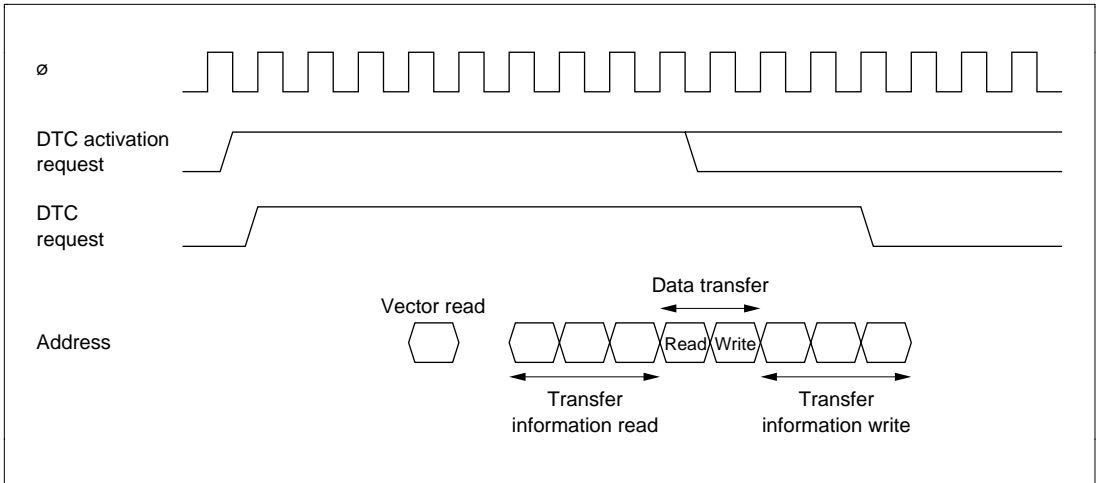 ø
DTC activation
request
DTC
request
Data transfer
Vector read
Address
Read Write
Transfer
information read
Transfer
information write